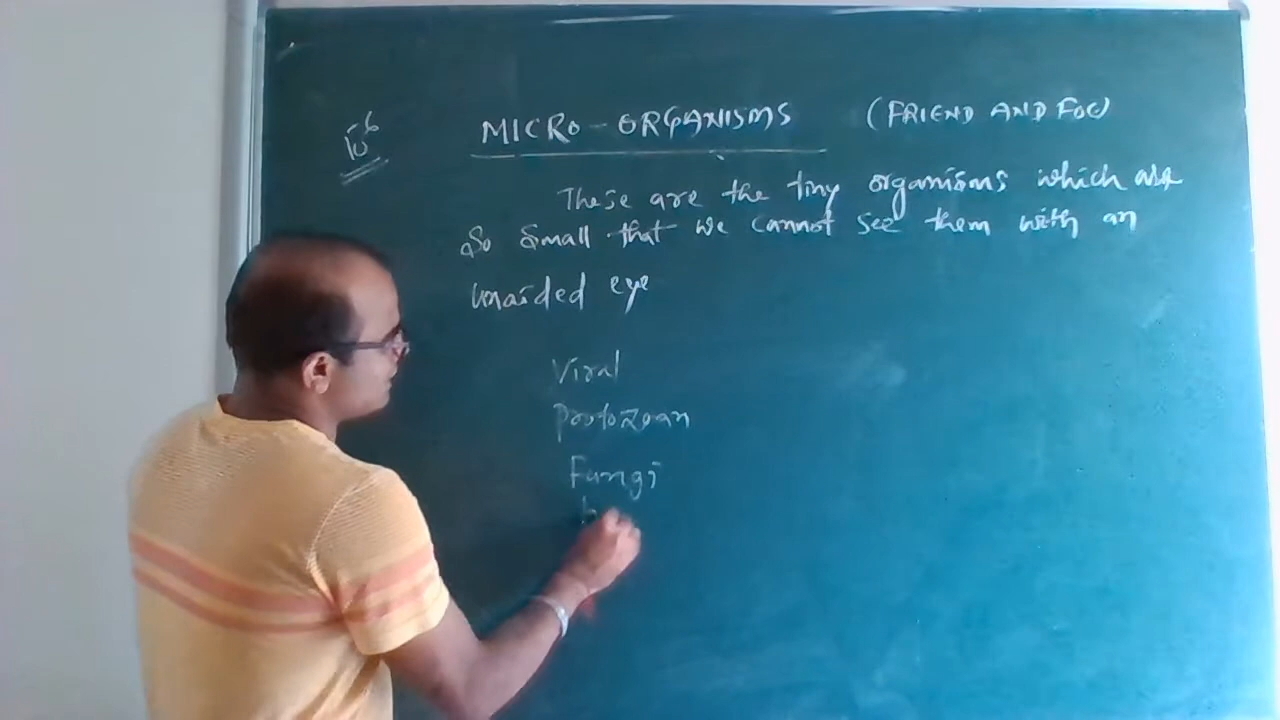 10⁶
MICRO-ORGANISMS (FRIEND AND FOE)
These are the tiny organisms which are
So small that we cannot see them with an
unaided eye
Viral
Protozoan
Fungi
b